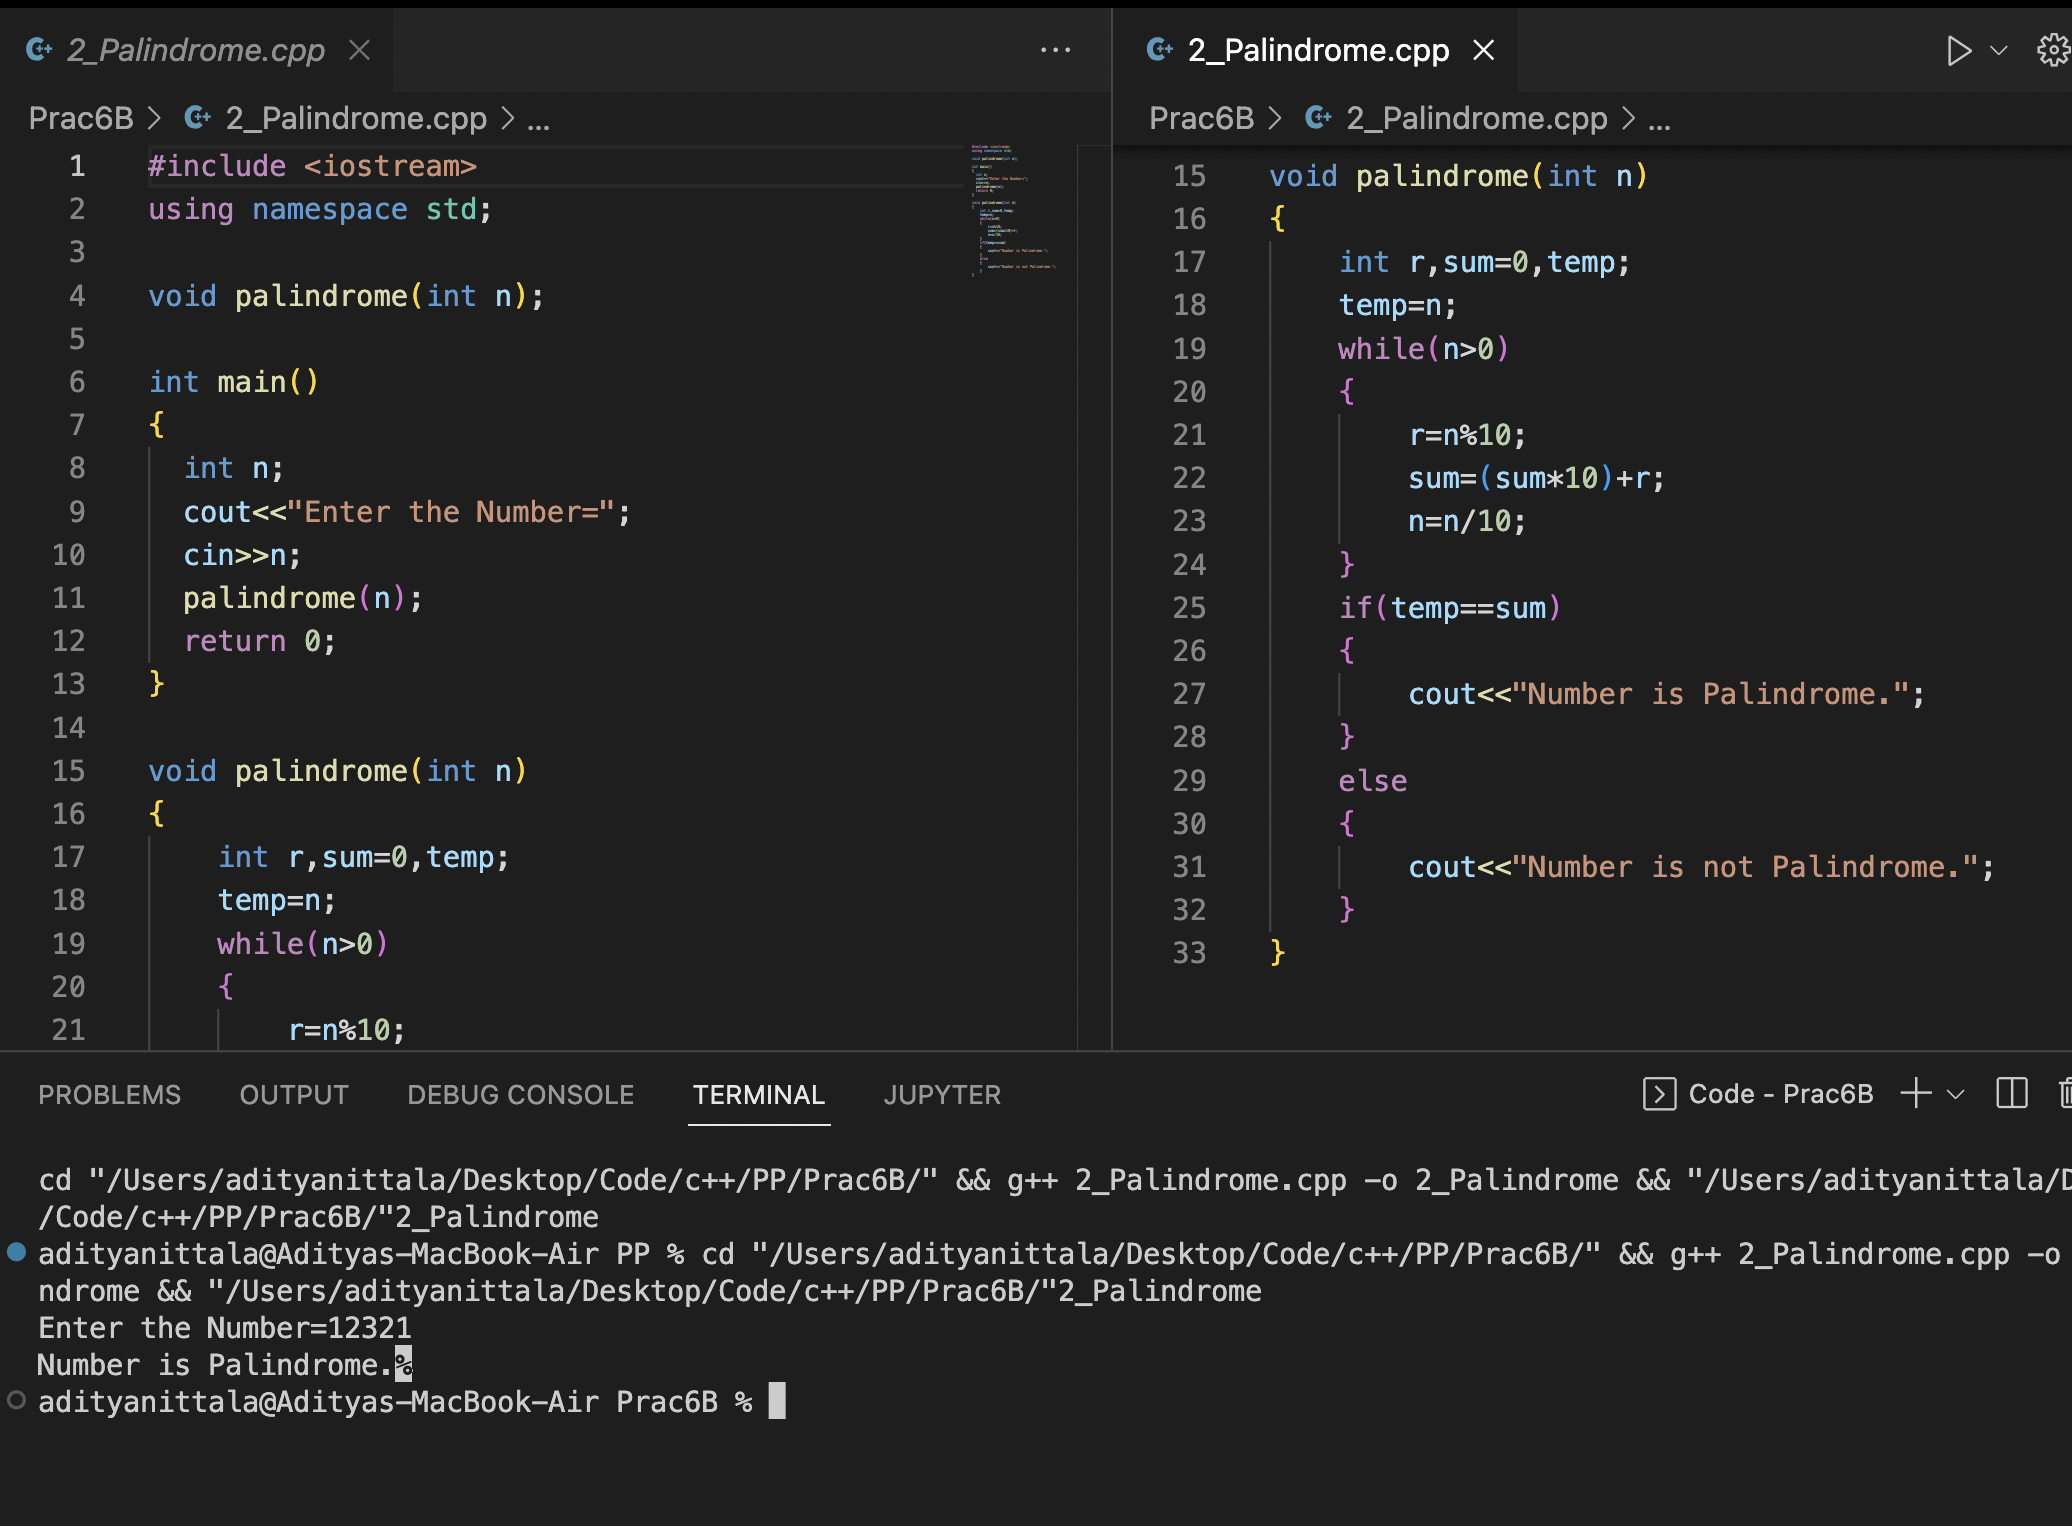 2_Palindrome.cpp
Prac6B > 2_Palindrome.cpp > ...
1 #include <iostream>
2 using namespace std;
3
4 void palindrome(int n);
5
6 int main()
7 {
8 int n;
9 cout<<"Enter the Number=";
10 cin>>n;
11 palindrome(n);
12 return 0;
13 }
14
15 void palindrome(int n)
16 {
17 int r,sum=0,temp;
18 temp=n;
19 while(n>0)
20 {
21 r=n%10;
2_Palindrome.cpp
Prac6B > 2_Palindrome.cpp > ...
15 void palindrome(int n)
16 {
17 int r,sum=0,temp;
18 temp=n;
19 while(n>0)
20 {
21 r=n%10;
22 sum=(sum*10)+r;
23 n=n/10;
24 }
25 if(temp==sum)
26 {
27 cout<<"Number is Palindrome.";
28 }
29 else
30 {
31 cout<<"Number is not Palindrome.";
32 }
33 }
PROBLEMS OUTPUT DEBUG CONSOLE TERMINAL JUPYTER Code - Prac6B
cd "/Users/adityanittala/Desktop/Code/c++/PP/Prac6B/" && g++ 2_Palindrome.cpp -o 2_Palindrome && "/Users/adityanittala/D
/Code/c++/PP/Prac6B/"2_Palindrome
adityanittala@Adityas-MacBook-Air PP % cd "/Users/adityanittala/Desktop/Code/c++/PP/Prac6B/" && g++ 2_Palindrome.cpp -o
ndrome && "/Users/adityanittala/Desktop/Code/c++/PP/Prac6B/"2_Palindrome
Enter the Number=12321
Number is Palindrome.%
adityanittala@Adityas-MacBook-Air Prac6B %